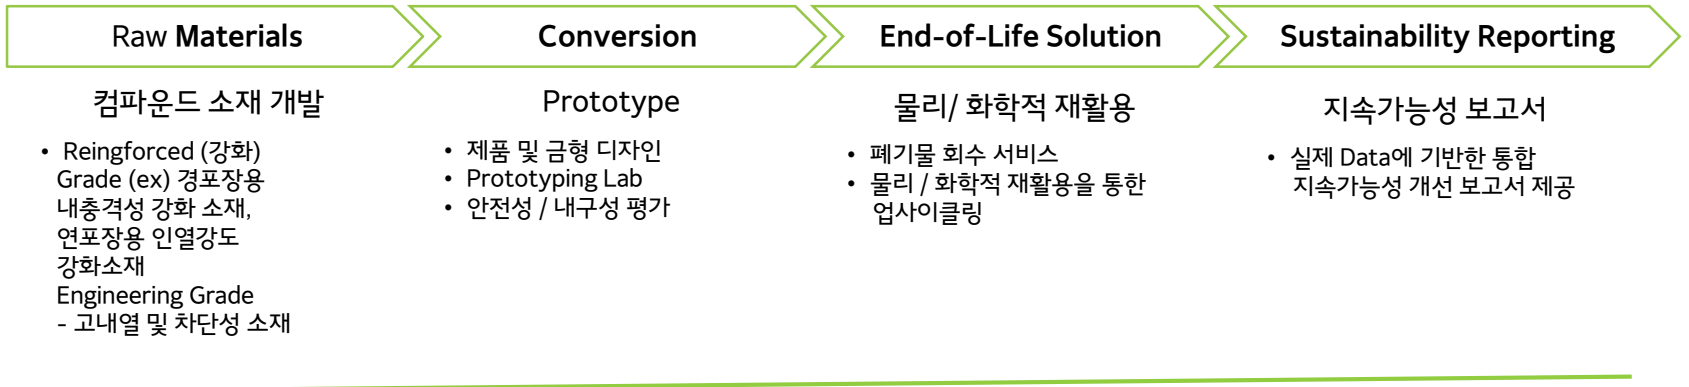 Raw Materials
Conversion
End-of-Life Solution
Sustainability Reporting
컴파운드 소재 개발
• Reingforced (강화)
Grade (ex) 경포장용
내충격성 강화 소재,
연포장용 인열강도
강화소재
Engineering Grade
- 고내열 및 차단성 소재
Prototype
• 제품 및 금형 디자인
• Prototyping Lab
• 안전성 / 내구성 평가
물리/ 화학적 재활용
• 폐기물 회수 서비스
• 물리 / 화학적 재활용을 통한
업사이클링
지속가능성 보고서
• 실제 Data에 기반한 통합
지속가능성 개선 보고서 제공